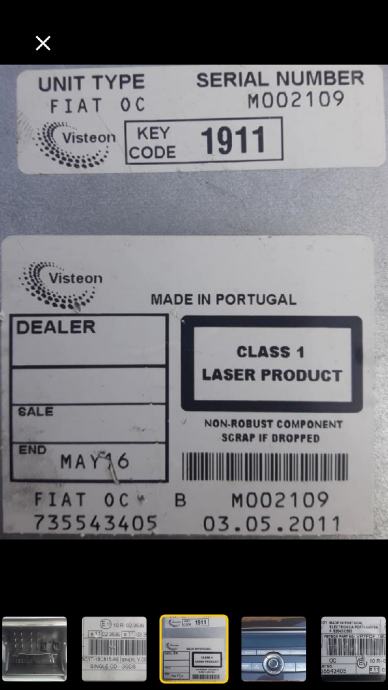 UNIT TYPE SERIAL NUMBER
FIAT OC M002109
Visteon KEY CODE 1911
Visteon
MADE IN PORTUGAL
DEALER
CLASS 1
LASER PRODUCT
SALE
NON-ROBUST COMPONENT
SCRAP IF DROPPED
END MAY 16
FIAT OC B M002109
735543405 03.05.2011